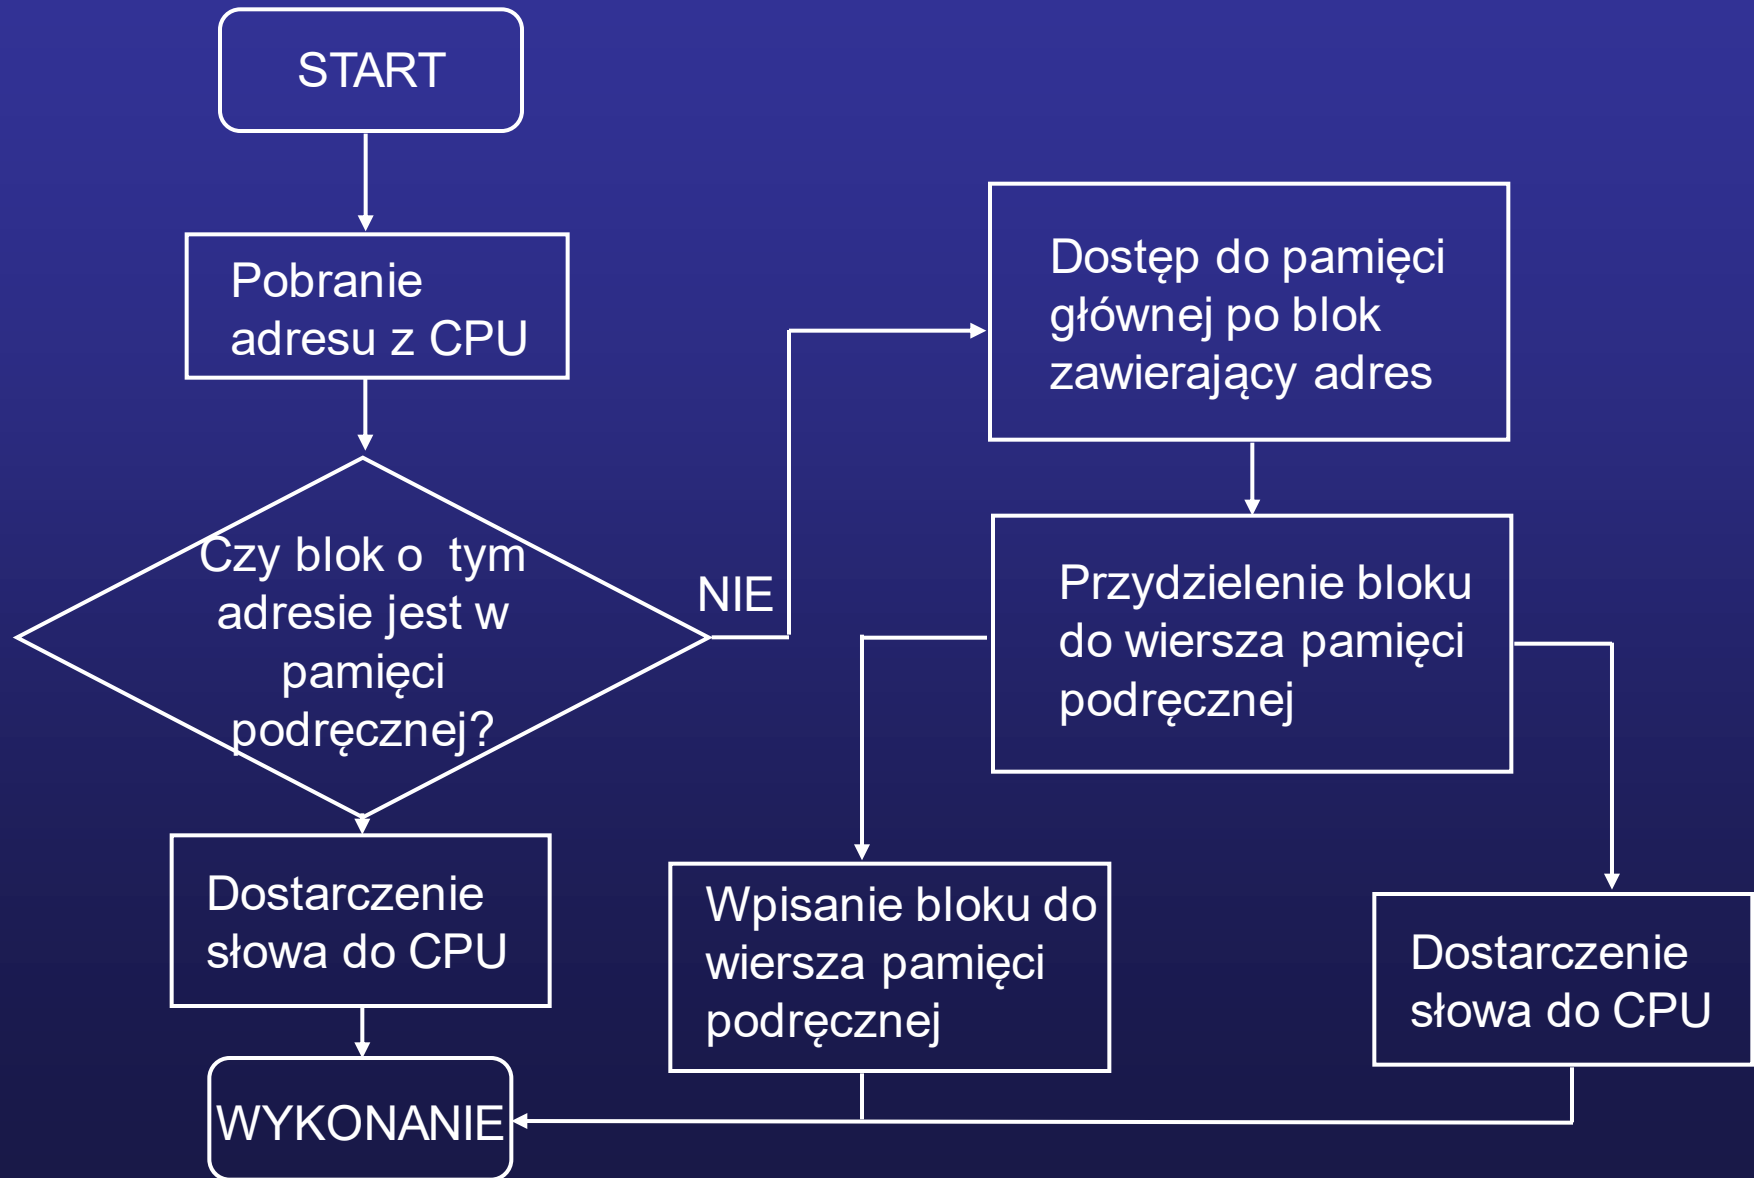 START
Pobranie
adresu z CPU
Czy blok o tym
adresie jest w
pamięci
podręcznej?
NIE
Dostarczenie
słowa do CPU
WYKONANIE
Dostęp do pamięci
głównej po blok
zawierający adres
Przydzielenie bloku
do wiersza pamięci
podręcznej
Wpisanie bloku do
wiersza pamięci
podręcznej
Dostarczenie
słowa do CPU